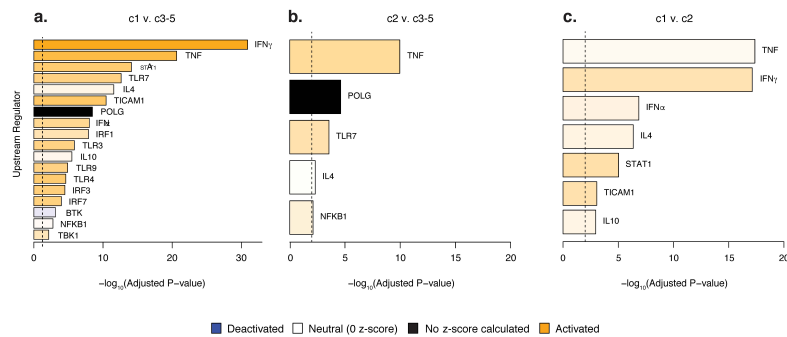 a.
c1 v. c3-5
Upstream Regulator
IFNγ
TNF
STAT1
TLR7
IL4
TICAM1
POLG
IRF1
TLR3
IL10
TLR9
TLR4
IRF3
IRF7
BTK
NFKB1
TBK1
0 10 20 30
−log10(Adjusted P−value)
b.
c2 v. c3-5
TNF
POLG
TLR7
IL4
NFKB1
0 5 10 15 20
−log10(Adjusted P−value)
c.
c1 v. c2
TNF
IFNγ
IFNα
IL4
STAT1
TICAM1
IL10
0 5 10 15 20
−log10(Adjusted P−value)
Deactivated Neutral (0 z-score) No z-score calculated Activated